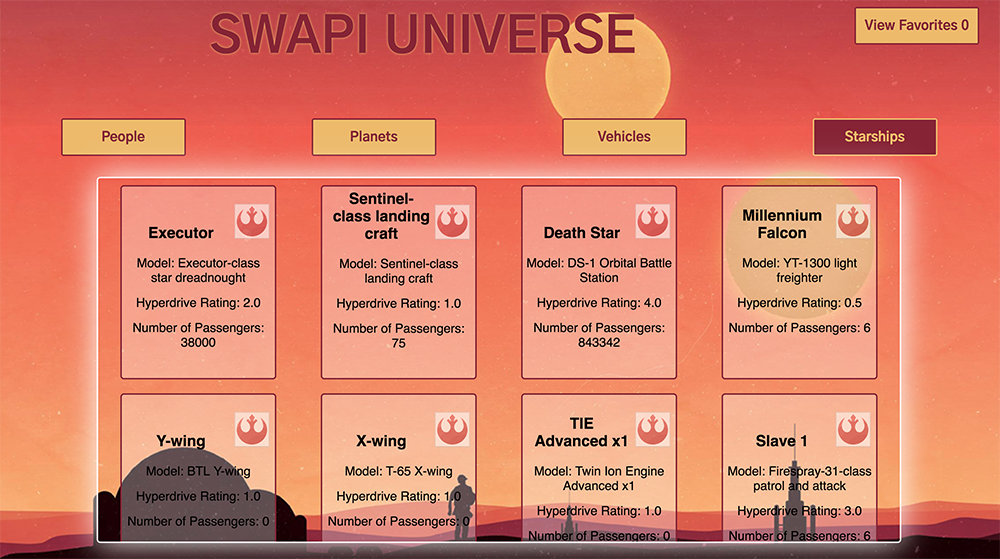 SWAPI UNIVERSE
View Favorites 0
People
Planets
Vehicles
Starships
Executor
Model: Executor-class
star dreadnought
Hyperdrive Rating: 2.0
Number of Passengers:
38000
Sentinel-
class landing
craft
Model: Sentinel-class
landing craft
Hyperdrive Rating: 1.0
Number of Passengers:
75
Death Star
Model: DS-1 Orbital Battle
Station
Hyperdrive Rating: 4.0
Number of Passengers:
843342
Millennium
Falcon
Model: YT-1300 light
freighter
Hyperdrive Rating: 0.5
Number of Passengers: 6
Y-wing
Model: BTL Y-wing
Hyperdrive Rating: 1.0
Number of Passengers: 0
X-wing
Model: T-65 X-wing
Hyperdrive Rating: 1.0
Number of Passengers: 0
TIE
Advanced x1
Model: Twin Ion Engine
Advanced x1
Hyperdrive Rating: 1.0
Number of Passengers: 0
Slave 1
Model: Firespray-31-class
patrol and attack
Hyperdrive Rating: 3.0
Number of Passengers: 6